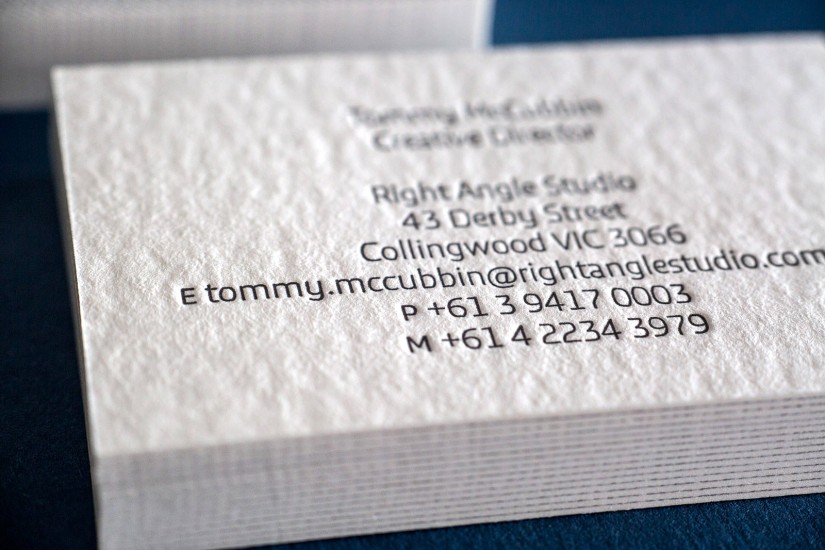 Tommy McCubbin
Creative Director
Right Angle Studio
43 Derby Street
Collingwood VIC 3066
E tommy.mccubbin@rightanglestudio.com
P +61 3 9417 0003
M +61 4 2234 3979